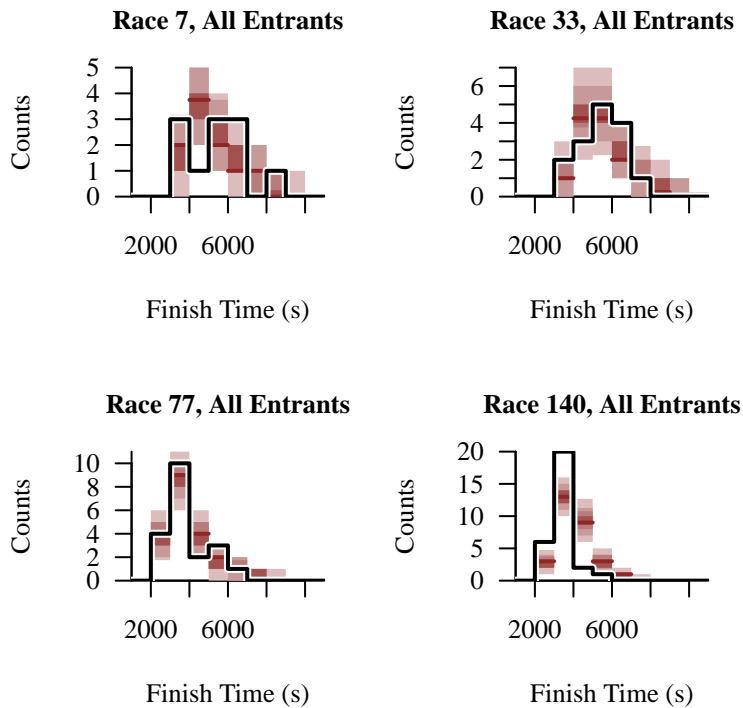 Race 7, All Entrants
Counts
5
4
3
2
1
0
2000 6000
Finish Time (s)
Race 33, All Entrants
Counts
6
4
2
0
2000 6000
Finish Time (s)
Race 77, All Entrants
Counts
10
8
6
4
2
0
2000 6000
Finish Time (s)
Race 140, All Entrants
Counts
20
15
10
5
0
2000 6000
Finish Time (s)